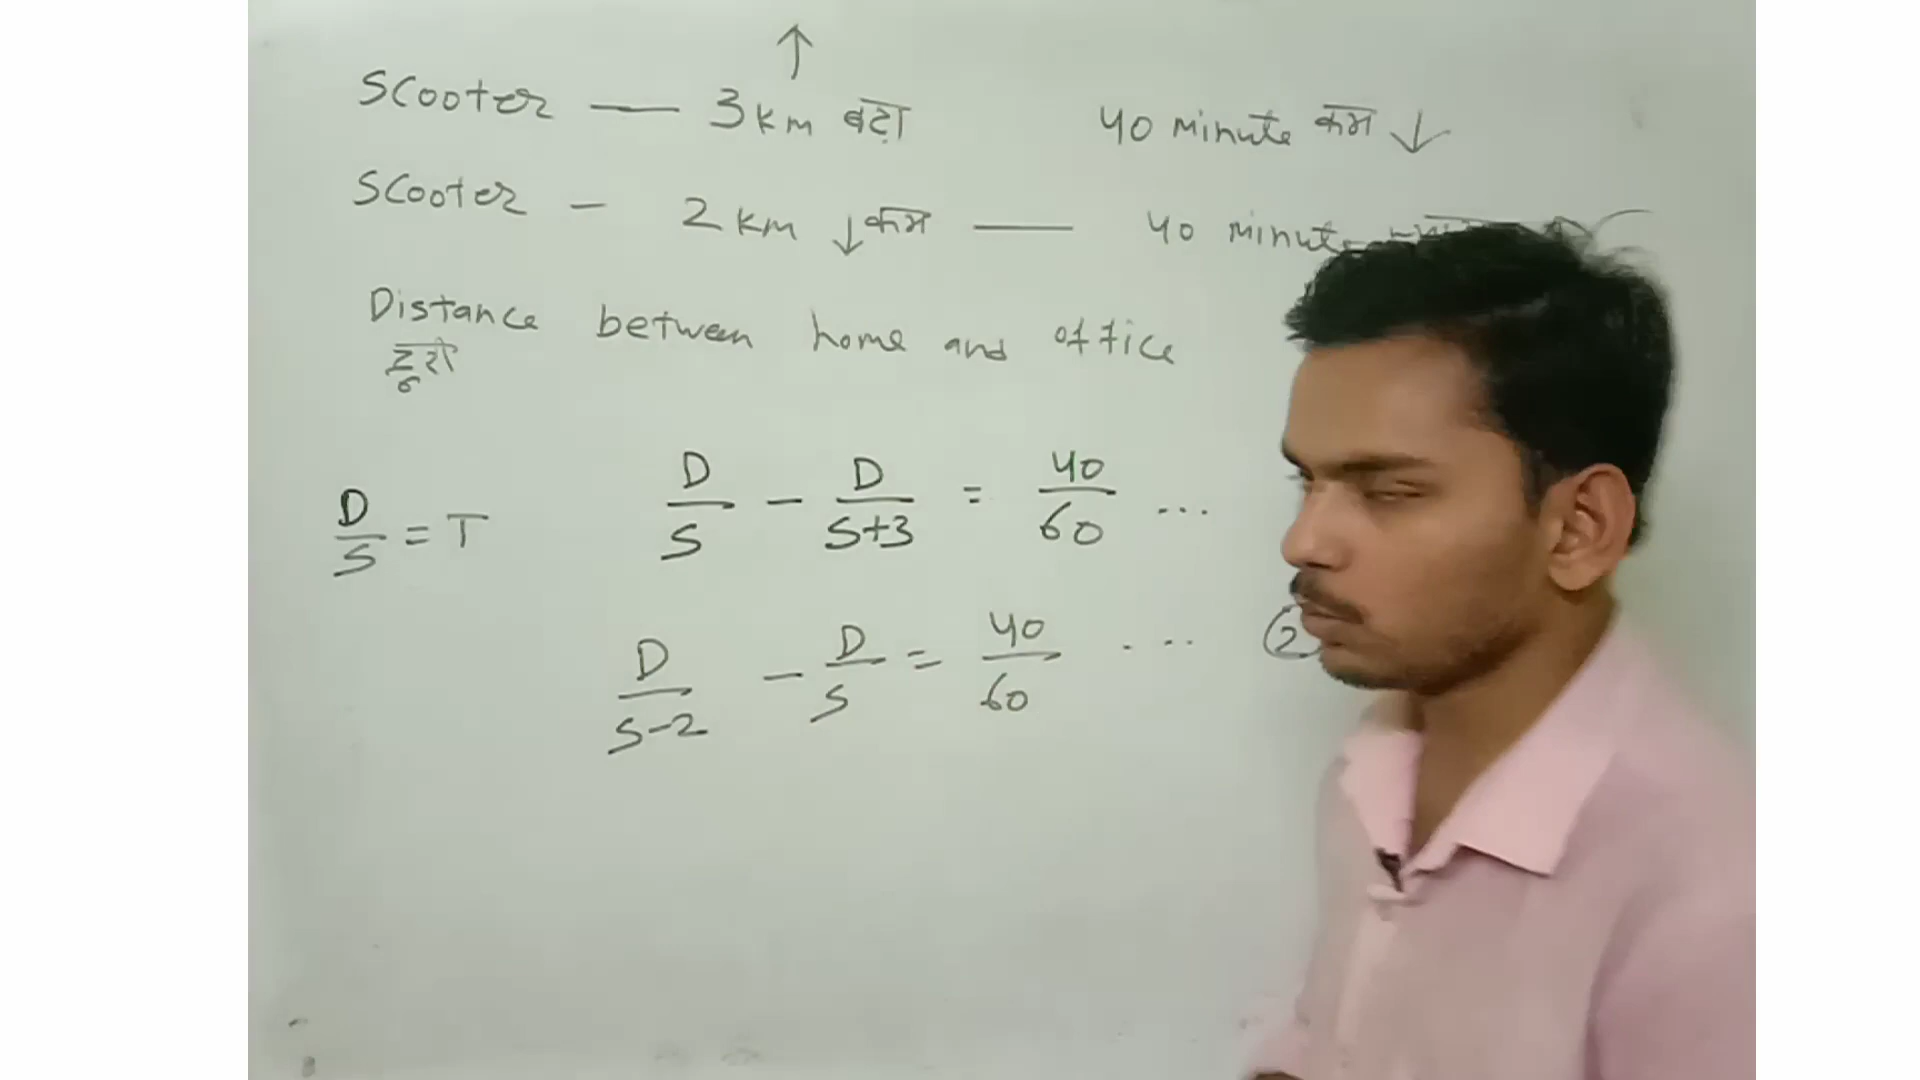 ↑
Scooter — 3 km बढ़ा 40 minute कम ↓
Scooter - 2 km ↓ कम — 40 minute
Distance between home and office
दूरी
D/S = T D/S - D/S+3 = 40/60 ...
D/S-2 - D/S = 40/60 ... ②